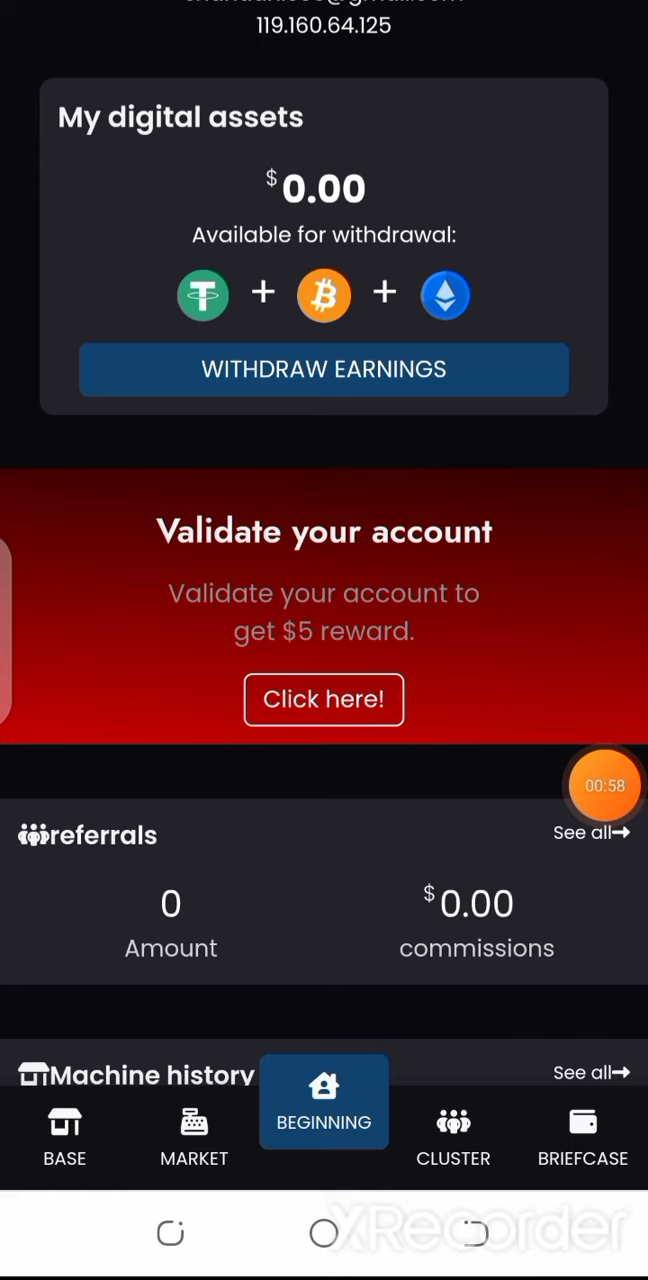 119.160.64.125
My digital assets
$0.00
Available for withdrawal:
+ +
WITHDRAW EARNINGS
Validate your account
Validate your account to
get $5 reward.
Click here!
00:58
referrals See all→
0 $0.00
Amount commissions
Machine history See all→
BEGINNING
BASE MARKET CLUSTER BRIEFCASE
XRecorder